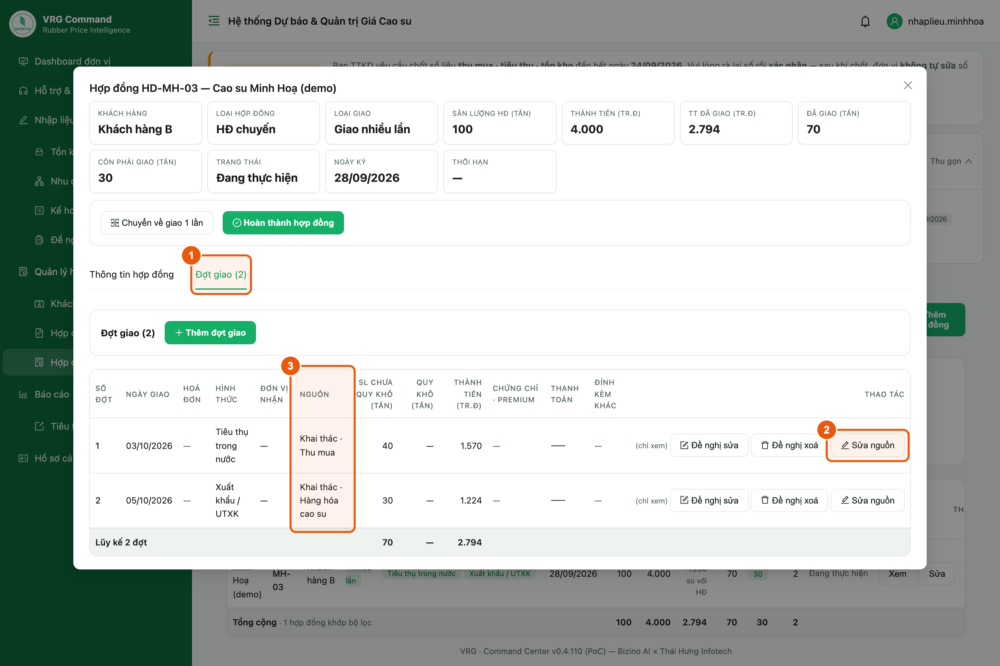 VRG Command
Rubber Price Intelligence
Hệ thống Dự báo & Quản trị Giá Cao su
nhaplieu.minhhoa
Dashboard đơn vị
Hỗ trợ &
Nhập liệu
Tồn k
Nhu c
Kế ho
Đề ng
Quản lý h
Khách
Hợp đ
Hợp đ
Báo cáo
Tiêu t
Hồ sơ cá
Ban TTKD yêu cầu chốt số liệu thu mua · tiêu thụ · tồn kho đến hết ngày 24/09/2026. Vui lòng rà lại số rồi xác nhận — sau khi chốt, đơn vị không tự sửa số
Thu gọn
9/2026
Thêm
đồng
Hợp đồng HD-MH-03 — Cao su Minh Hoạ (demo)
KHÁCH HÀNG
Khách hàng B
LOẠI HỢP ĐỒNG
HĐ chuyến
LOẠI GIAO
Giao nhiều lần
SẢN LƯỢNG HĐ (TẤN)
100
THÀNH TIỀN (TR.Đ)
4.000
TT ĐÃ GIAO (TR.Đ)
2.794
ĐÃ GIAO (TẤN)
70
CÒN PHẢI GIAO (TẤN)
30
TRẠNG THÁI
Đang thực hiện
NGÀY KÝ
28/09/2026
THỜI HẠN
—
Chuyển về giao 1 lần
Hoàn thành hợp đồng
1
Thông tin hợp đồng
Đợt giao (2)
Đợt giao (2)
+ Thêm đợt giao
3
SỐ ĐỢT
NGÀY GIAO
HOÁ ĐƠN
HÌNH THỨC
ĐƠN VỊ NHẬN
NGUỒN
SL CHƯA QUY KHÔ (TẤN)
QUY KHÔ (TẤN)
THÀNH TIỀN (TR.Đ)
CHỨNG CHỈ · PREMIUM
THANH TOÁN
ĐÍNH KÈM KHÁC
THAO TÁC
2
1 03/10/2026 — Tiêu thụ trong nước — Khai thác · Thu mua 40 — 1.570 — — — (chỉ xem) Đề nghị sửa Đề nghị xoá Sửa nguồn
2 05/10/2026 — Xuất khẩu / UTXK — Khai thác · Hàng hóa cao su 30 — 1.224 — — — (chỉ xem) Đề nghị sửa Đề nghị xoá Sửa nguồn
Lũy kế 2 đợt 70 — 2.794
TH
Hoạ
(demo)
MH-
03
hàng B
lần
Tiêu thụ trong nước
Xuất khẩu / UTXK
28/09/2026
100
4.000
so với
HĐ
70
30
2
Đang thực hiện
Xem
Sửa
Tổng cộng · 1 hợp đồng khớp bộ lọc 100 4.000 2.794 70 30 2
VRG · Command Center v0.4.110 (PoC) — Bizino AI × Thái Hưng Infotech